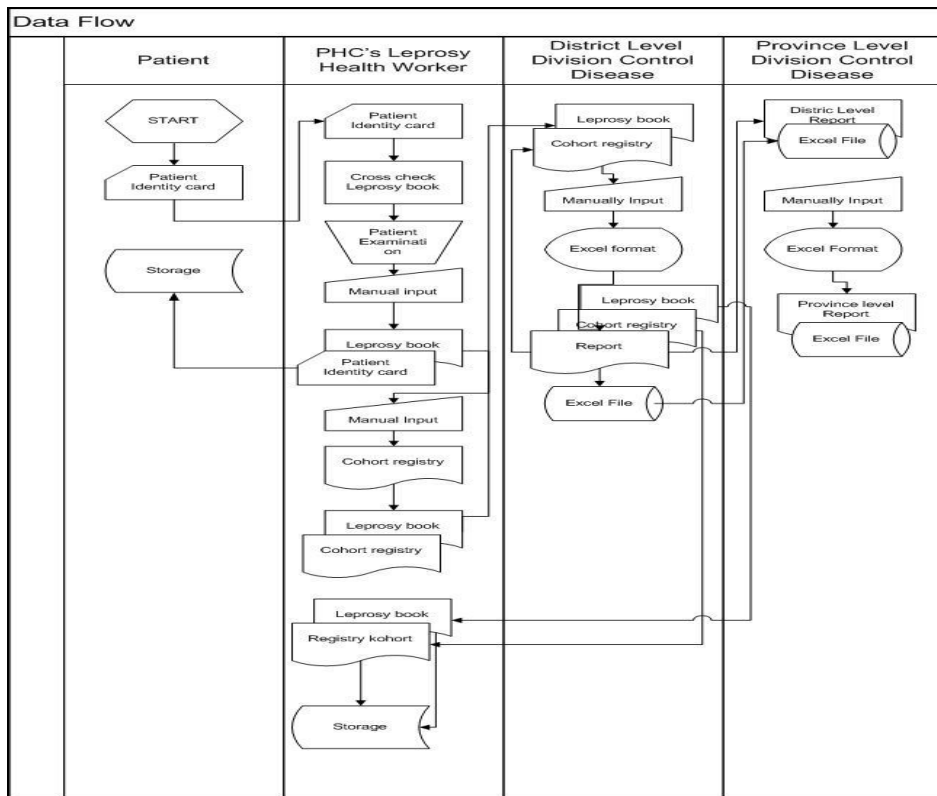 Data Flow
Patient
PHC's Leprosy
Health Worker
District Level
Division Control
Disease
Province Level
Division Control
Disease
START
Patient
Identity card
Storage
Patient
Identity card
Cross check
Leprosy book
Patient
Examinati
on
Manual input
Leprosy book
Patient
Identity card
Manual Input
Cohort registry
Leprosy book
Cohort registry
Leprosy book
Registry kohort
Storage
Leprosy book
Cohort registry
Manually Input
Excel format
Leprosy book
Cohort registry
Report
Excel File
Distric Level
Report
Excel File
Manually Input
Excel Format
Province level
Report
Excel File